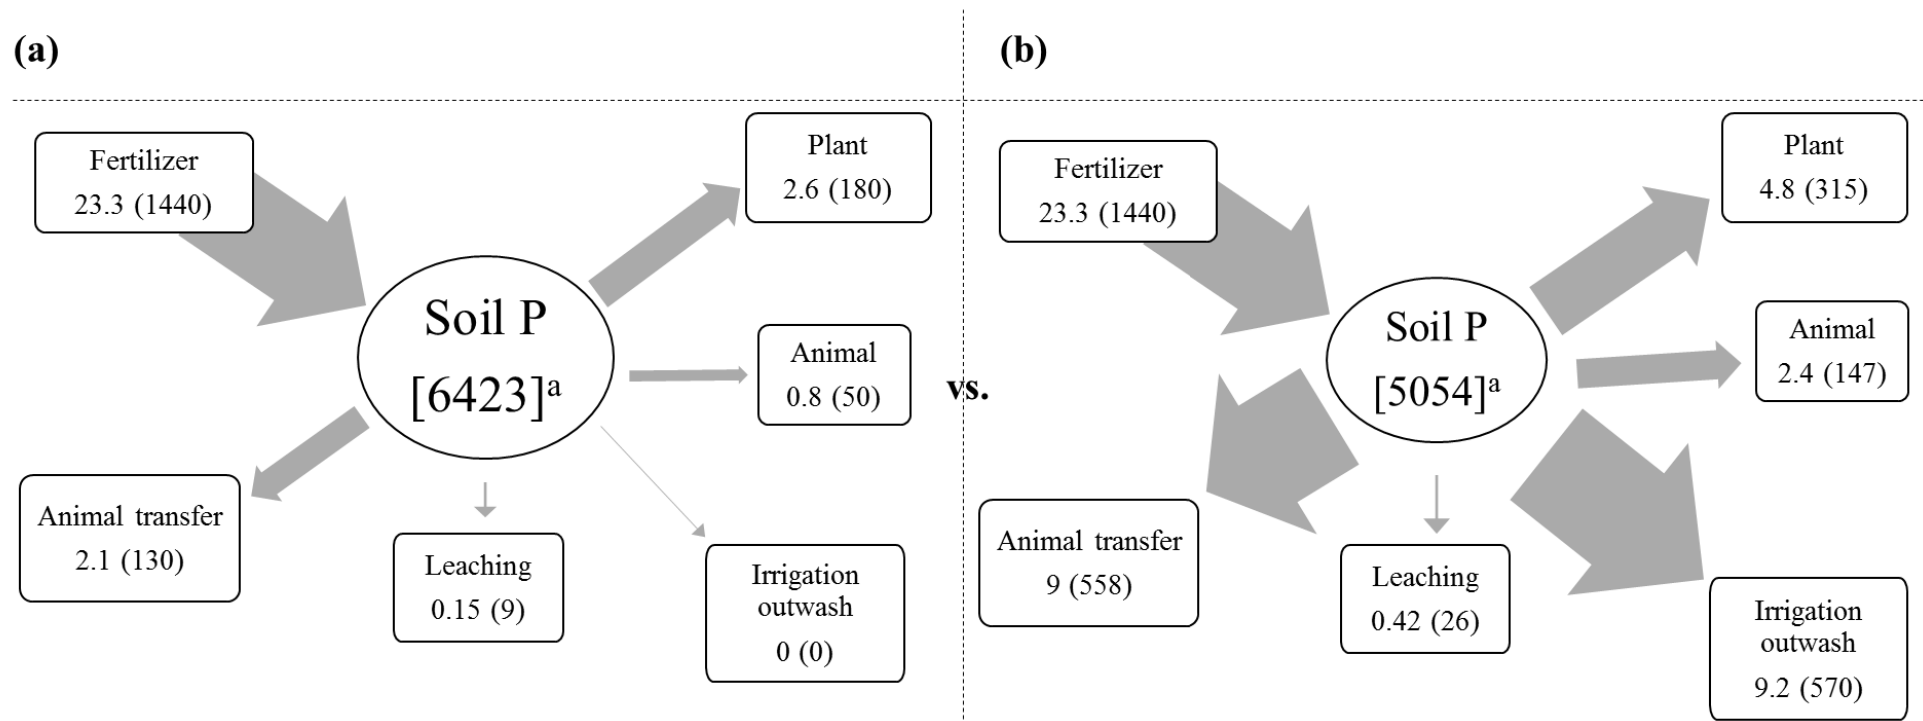 (a)
Fertilizer
23.3 (1440)
Plant
2.6 (180)
Soil P
[6423]ᵃ
Animal
0.8 (50)
Animal transfer
2.1 (130)
Leaching
0.15 (9)
Irrigation
outwash
0 (0)
vs.
(b)
Fertilizer
23.3 (1440)
Plant
4.8 (315)
Soil P
[5054]ᵃ
Animal
2.4 (147)
Animal transfer
9 (558)
Leaching
0.42 (26)
Irrigation
outwash
9.2 (570)